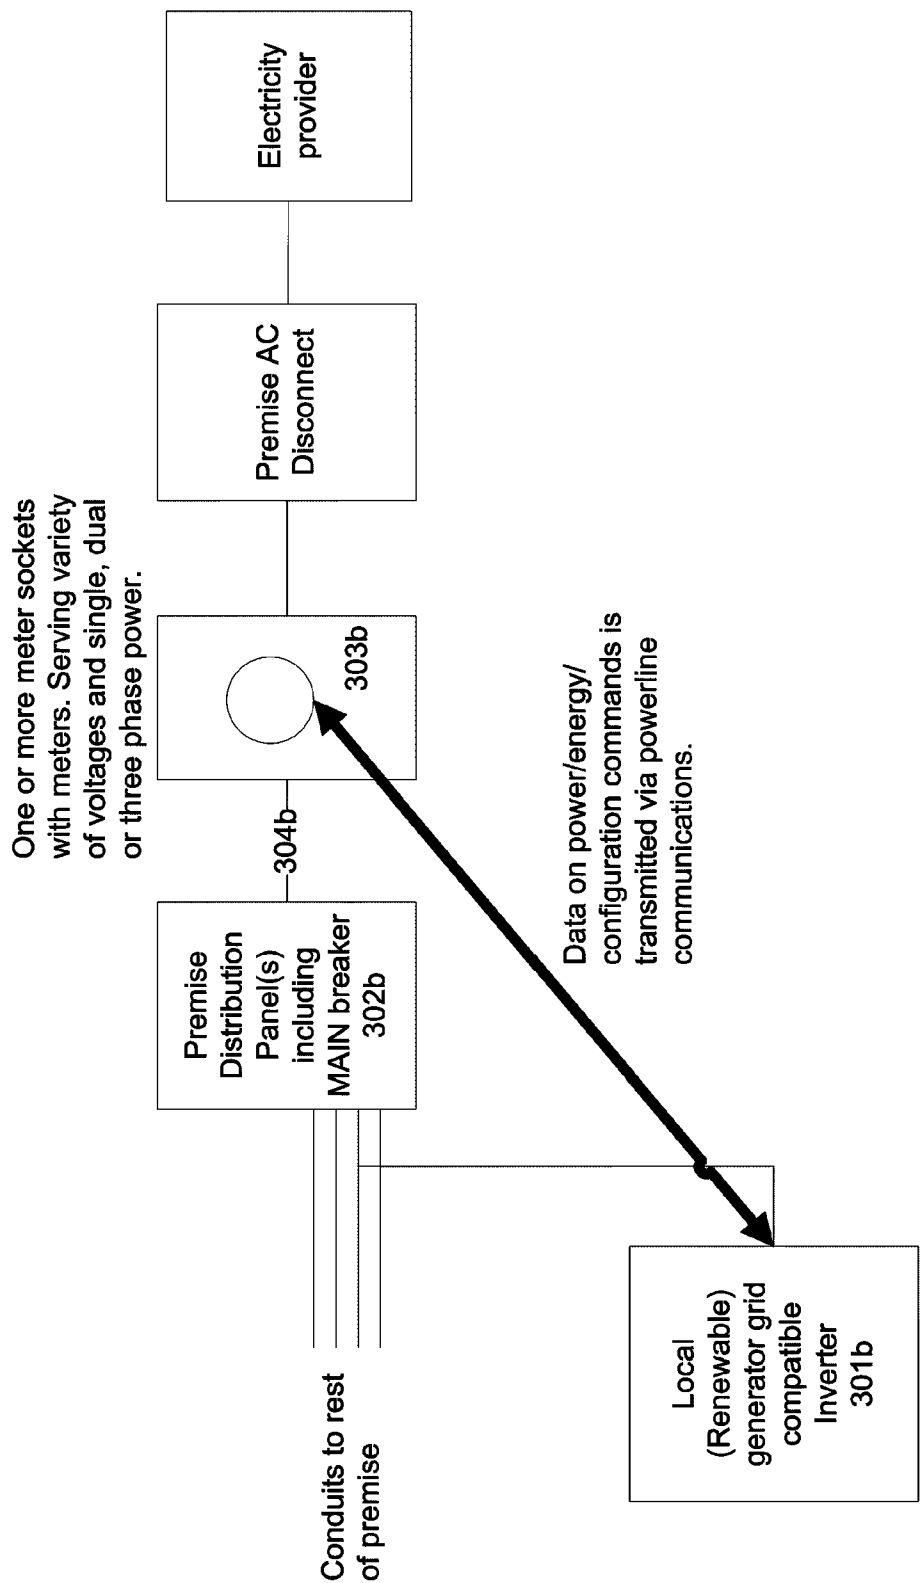 One or more meter sockets
with meters. Serving variety
of voltages and single, dual
or three phase power.
Conduits to rest
of premise
Premise
Distribution
Panel(s)
including
MAIN breaker
302b
304b
303b
Premise AC
Disconnect
Electricity
provider
Local
(Renewable)
generator grid
compatible
Inverter
301b
Data on power/energy/
configuration commands is
transmitted via powerline
communications.